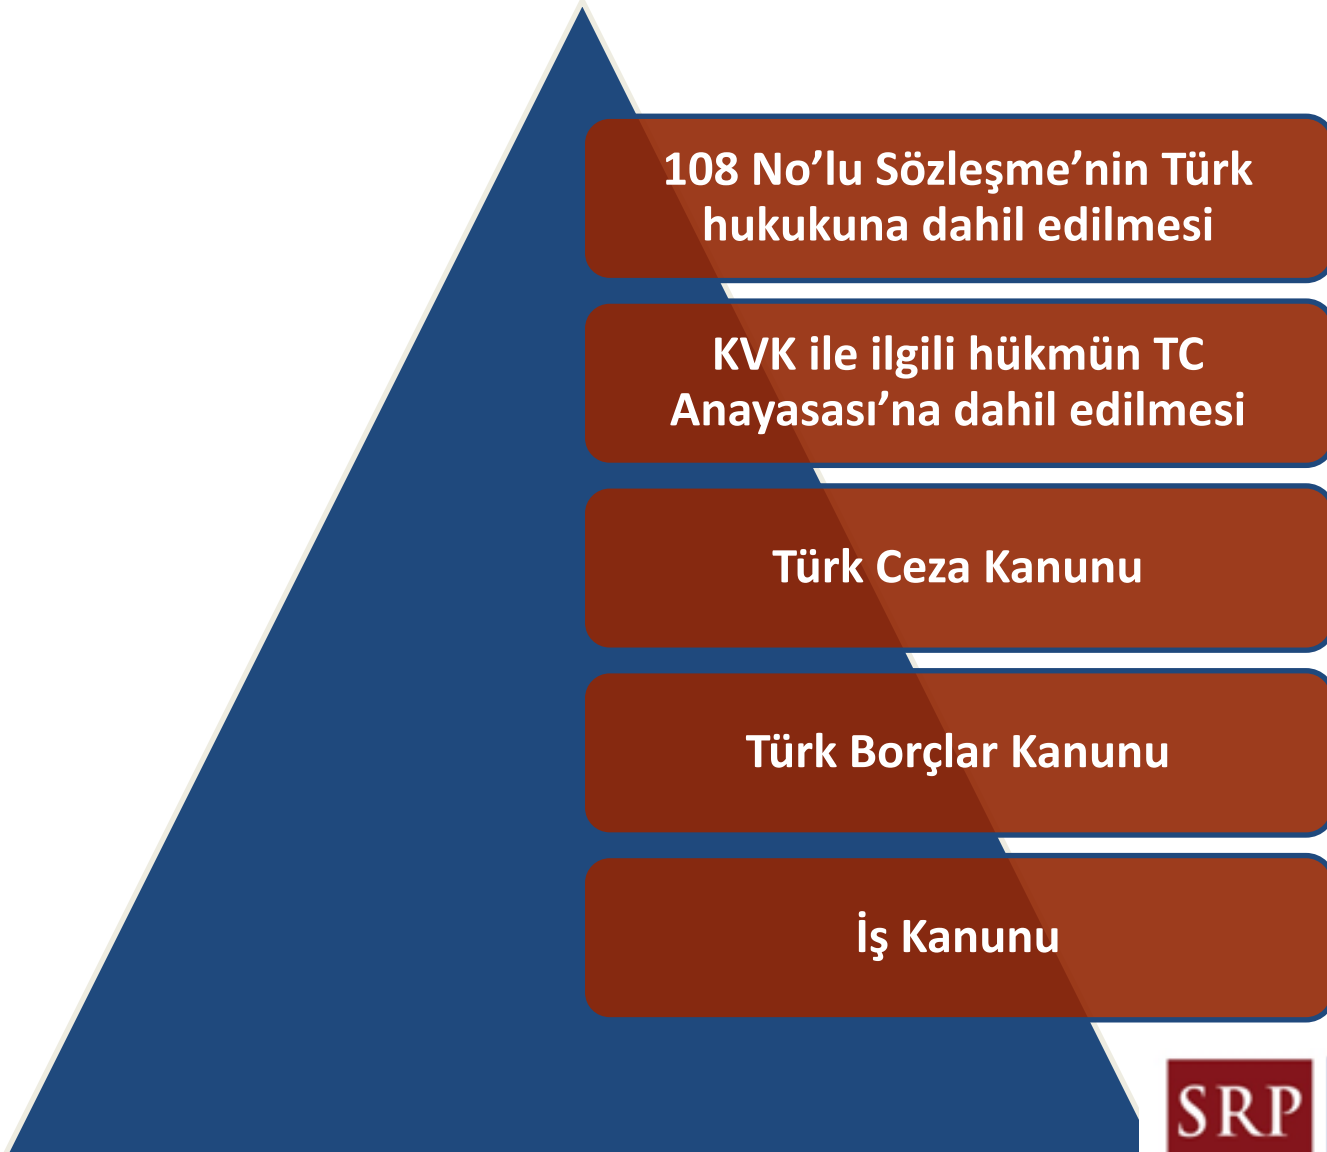 108 No’lu Sözleşme’nin Türk
hukukuna dahil edilmesi
KVK ile ilgili hükmün TC
Anayasası’na dahil edilmesi
Türk Ceza Kanunu
Türk Borçlar Kanunu
İş Kanunu
SRP